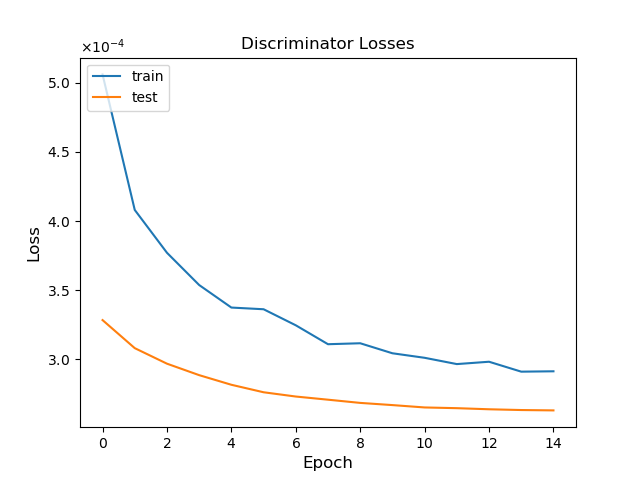 Discriminator Losses
×10⁻⁴
train
test
5.0
4.5
4.0
3.5
3.0
Loss
0 2 4 6 8 10 12 14
Epoch